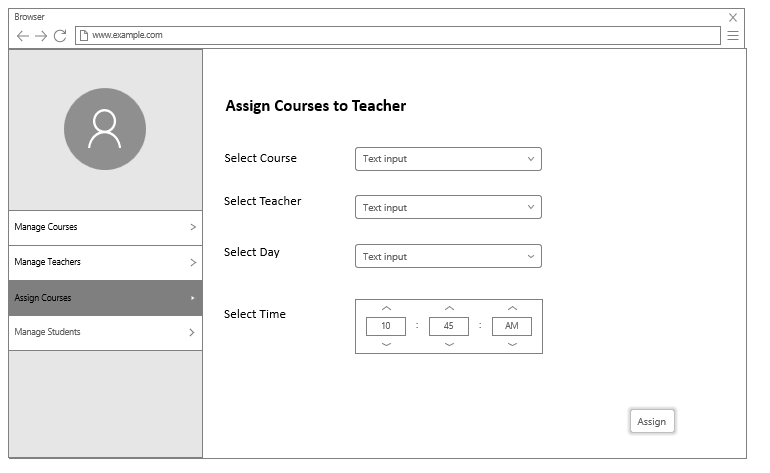 Browser
www.example.com
Manage Courses
Manage Teachers
Assign Courses
Manage Students
Assign Courses to Teacher
Select Course
Text input
Select Teacher
Text input
Select Day
Text input
Select Time
10 : 45 : AM
Assign